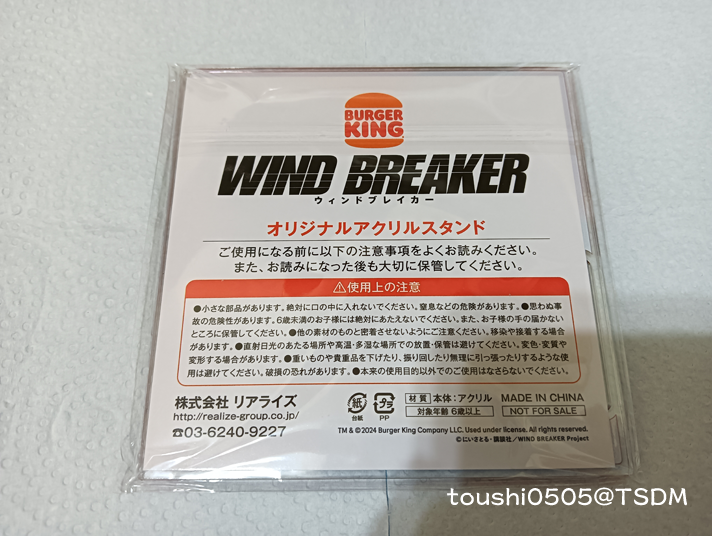 BURGER
KING
WIND BREAKER
ウィンドブレイカー
オリジナルアクリルスタンド
ご使用になる前に以下の注意事項をよくお読みください。
また、お読みになった後も大切に保管してください。
⚠使用上の注意
●小さな部品があります。絶対に口の中に入れないでください。窒息などの危険があります。●思わぬ事
故の危険性があります。6歳未満のお子様には絶対にあたえないでください。また、お子様の手の届かない
ところに保管してください。●他の素材のものと密着させないようにご注意ください。移染や接着する場合
があります。●直射日光のあたる場所や高温・多湿な場所での放置・保管は避けてください。変色・変質や
変形する場合があります。●重いものや貴重品を下げたり、振り回したり無理に引っ張ったりするような使
用は避けてください。破損の恐れがあります。●本来の使用目的以外でのご使用はなさらないでください。
株式会社 リアライズ
http://realize-group.co.jp/
☎03-6240-9227
紙
分紙
プラ
PP
材質 本体:アクリル
対象年齢 6歳以上
MADE IN CHINA
NOT FOR SALE
TM & ©2024 Burger King Company LLC. Used under license. All rights reserved.
©にいさとる・講談社／WIND BREAKER Project
toushi0505@TSDM